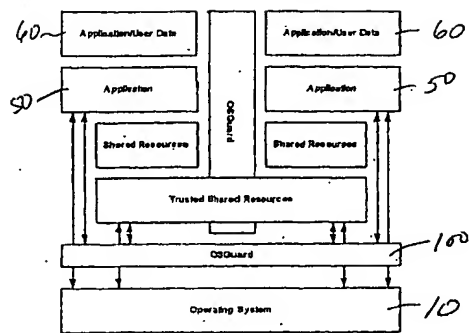 60
Application/User Data
Application/User Data
60
50
Application
Application
50
OSGuard
Shared Resources
Shared Resources
Trusted Shared Resources
OSGuard
100
Operating System
10